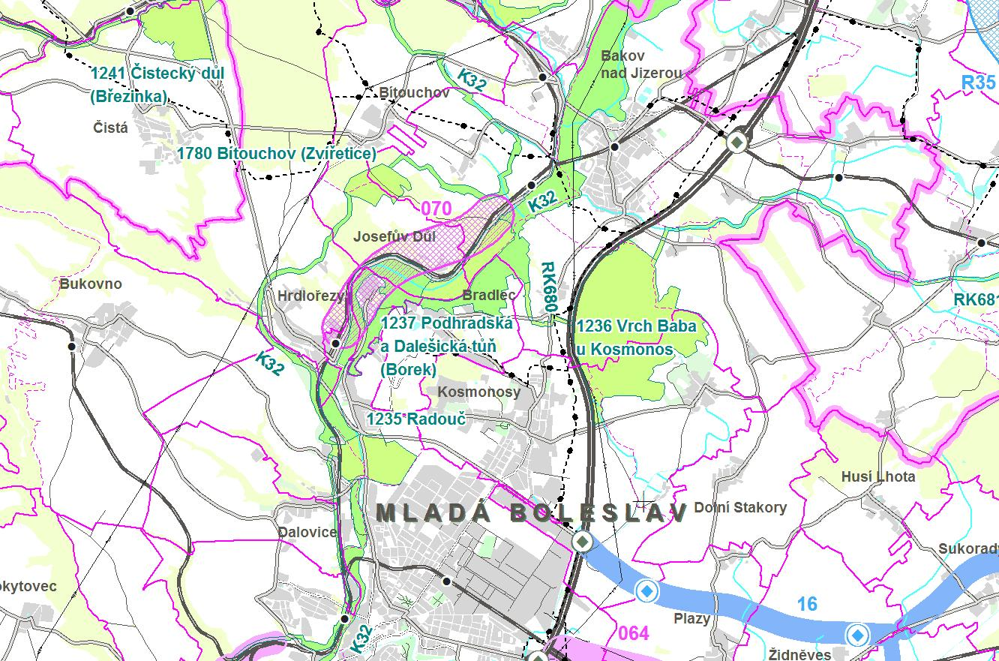 Bakov
nad Jizerou
1241 Čistecký důl
(Březinka)
K32
R35
Bítouchov
Čistá
1780 Bítouchov (Zvířetice)
070
K32
Josefův Důl
RK680
Bukovno
Hrdlořezy
Bradlec
RK681
1237 Podhradská
a Dalešická tůň
(Borek)
1236 Vrch Baba
u Kosmonos
K32
Kosmonosy
1235 Radouč
Husí Lhota
MLADÁ BOLESLAV
Dolní Stakory
Dalovice
Sukorady
okytovec
16
Plazy
064
K32
Židněves